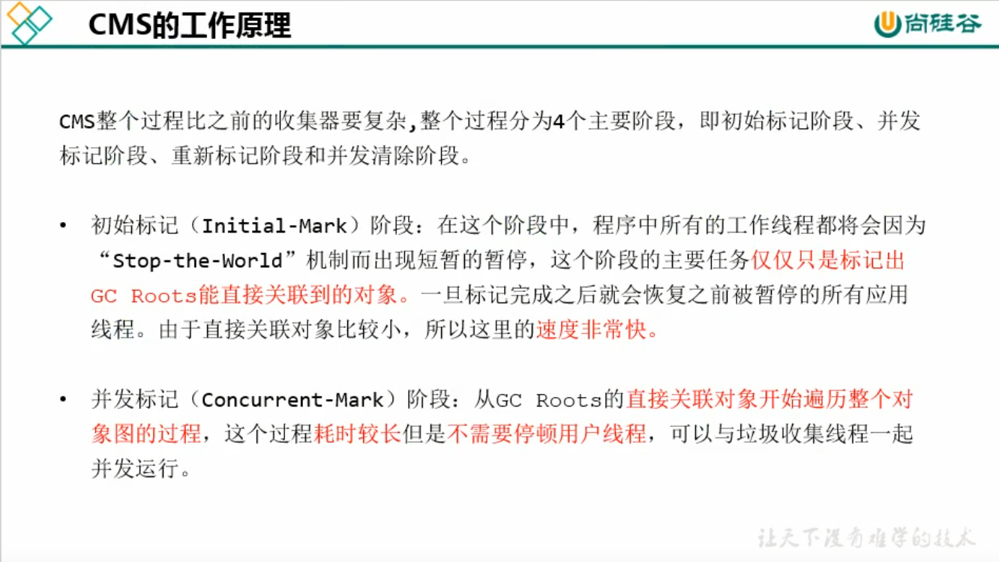 CMS的工作原理
尚硅谷
CMS整个过程比之前的收集器要复杂,整个过程分为4个主要阶段，即初始标记阶段、并发
标记阶段、重新标记阶段和并发清除阶段。
• 初始标记（Initial-Mark）阶段：在这个阶段中，程序中所有的工作线程都将会因为
“Stop-the-World”机制而出现短暂的暂停，这个阶段的主要任务仅仅只是标记出
GC Roots能直接关联到的对象。一旦标记完成之后就会恢复之前被暂停的所有应用
线程。由于直接关联对象比较小，所以这里的速度非常快。
• 并发标记（Concurrent-Mark）阶段：从GC Roots的直接关联对象开始遍历整个对
象图的过程，这个过程耗时较长但是不需要停顿用户线程，可以与垃圾收集线程一起
并发运行。
让天下没有难学的技术